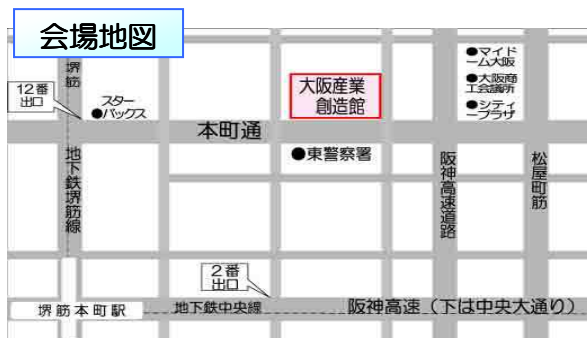 会場地図
堺筋
12番
出口
スター
●バックス
本町通
大阪産業
創造館
●東警察署
●マイド
ーム大阪
●大阪商
工会議所
●シティ
ープラザ
地下鉄堺筋線
阪神高速道路
松屋町筋
2番
出口
堺筋本町駅
地下鉄中央線
阪神高速（下は中央大通り）